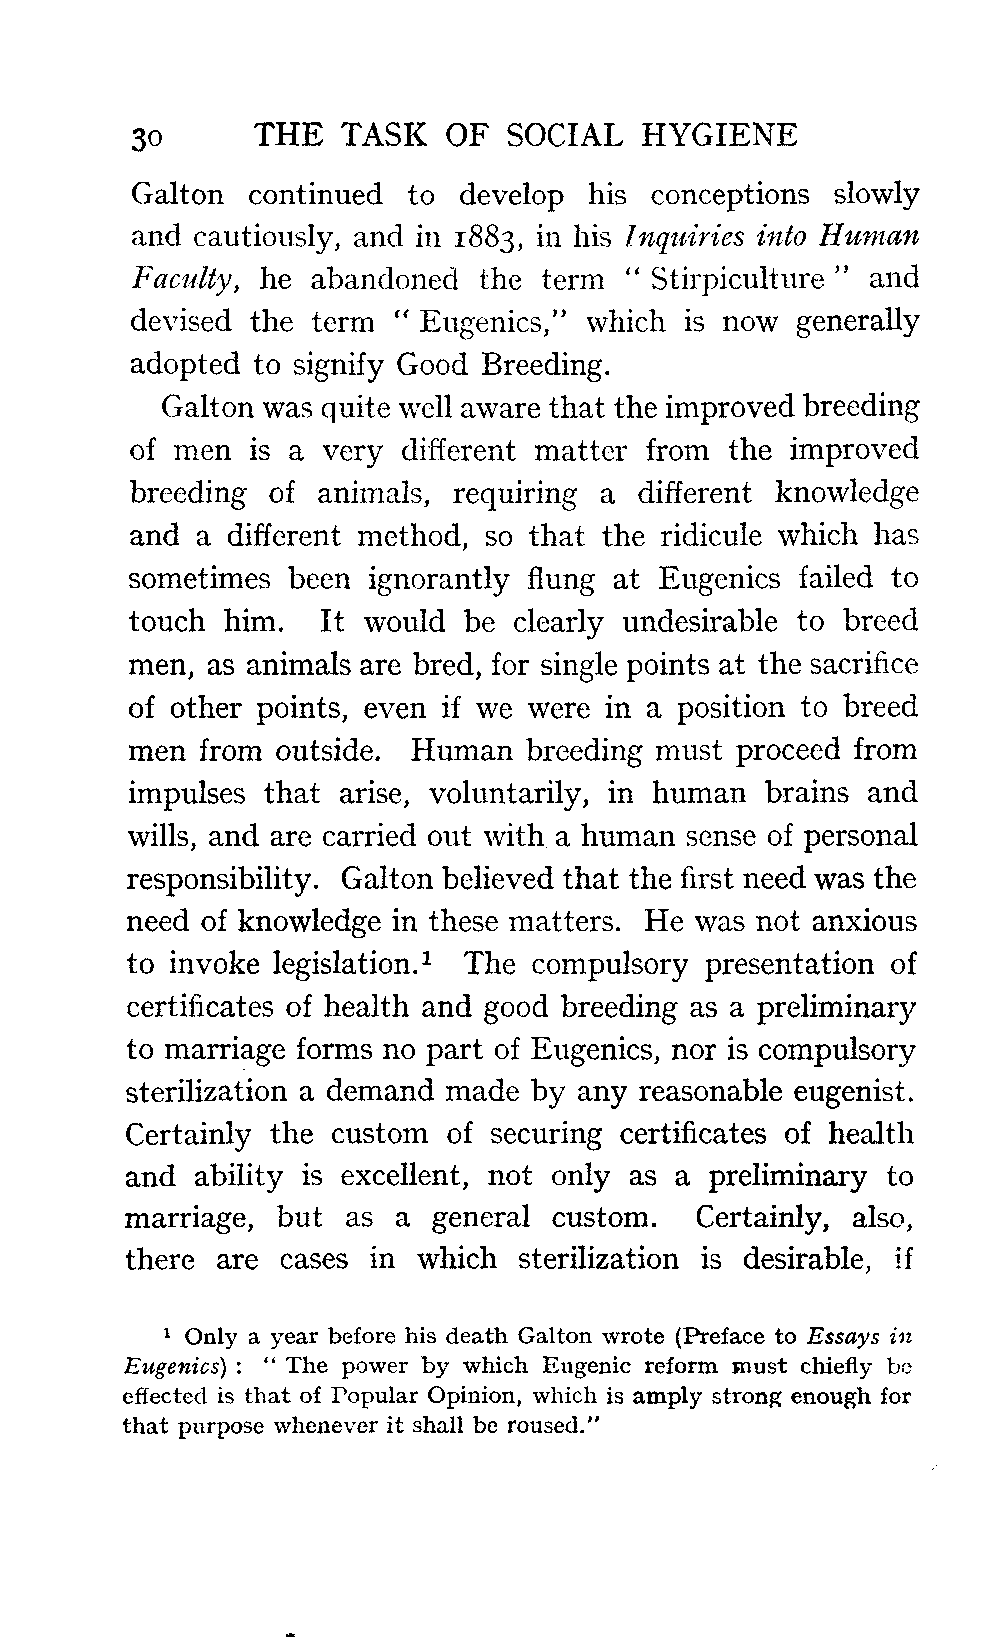 30 THE TASK OF SOCIAL HYGIENE
Galton continued to develop his conceptions slowly
and cautiously, and in 1883, in his Inquiries into Human
Faculty, he abandoned the term “ Stirpiculture ” and
devised the term “ Eugenics,” which is now generally
adopted to signify Good Breeding.
Galton was quite well aware that the improved breeding
of men is a very different matter from the improved
breeding of animals, requiring a different knowledge
and a different method, so that the ridicule which has
sometimes been ignorantly flung at Eugenics failed to
touch him. It would be clearly undesirable to breed
men, as animals are bred, for single points at the sacrifice
of other points, even if we were in a position to breed
men from outside. Human breeding must proceed from
impulses that arise, voluntarily, in human brains and
wills, and are carried out with a human sense of personal
responsibility. Galton believed that the first need was the
need of knowledge in these matters. He was not anxious
to invoke legislation.¹ The compulsory presentation of
certificates of health and good breeding as a preliminary
to marriage forms no part of Eugenics, nor is compulsory
sterilization a demand made by any reasonable eugenist.
Certainly the custom of securing certificates of health
and ability is excellent, not only as a preliminary to
marriage, but as a general custom. Certainly, also,
there are cases in which sterilization is desirable, if
¹ Only a year before his death Galton wrote (Preface to Essays in
Eugenics) : “ The power by which Eugenic reform must chiefly be
effected is that of Popular Opinion, which is amply strong enough for
that purpose whenever it shall be roused.”